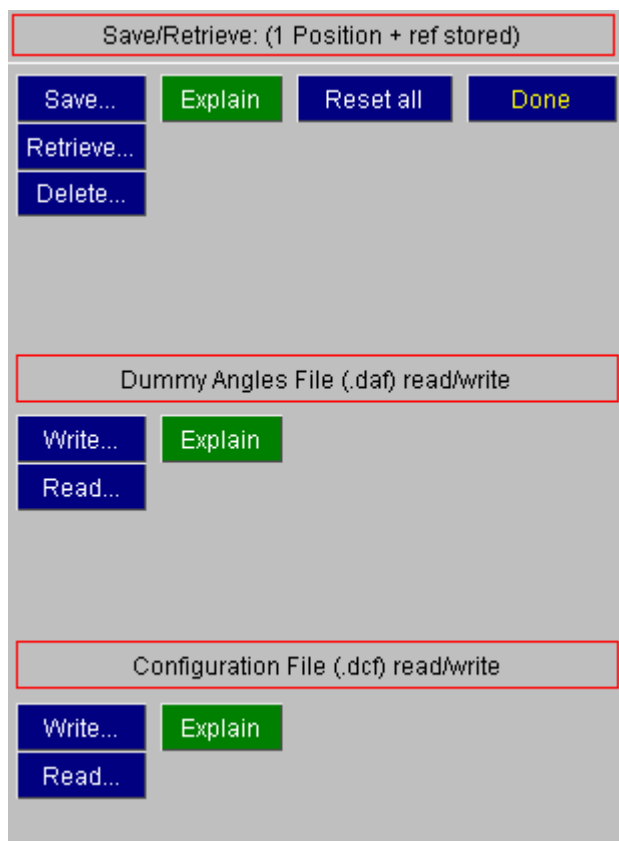 Save/Retrieve: (1 Position + ref stored)
Save... Explain Reset all Done
Retrieve...
Delete...
Dummy Angles File (.daf) read/write
Write... Explain
Read...
Configuration File (.dcf) read/write
Write... Explain
Read...